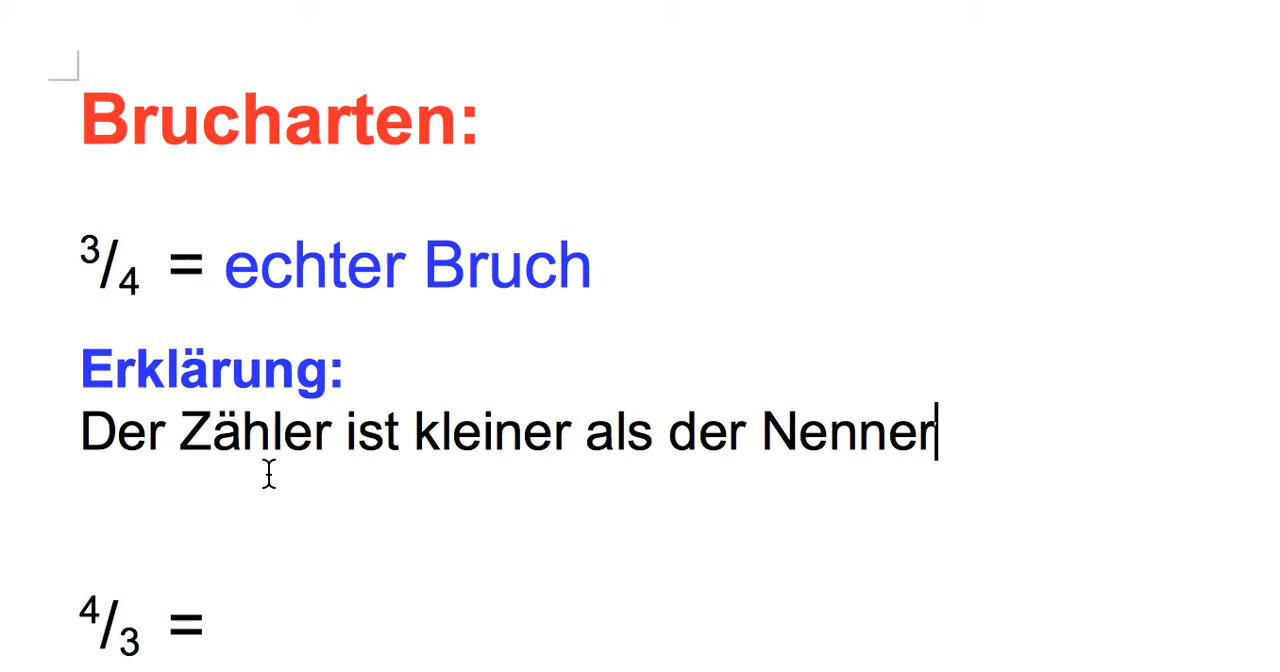 Brucharten:
3/4 = echter Bruch
Erklärung:
Der Zähler ist kleiner als der Nenner
4/3 =